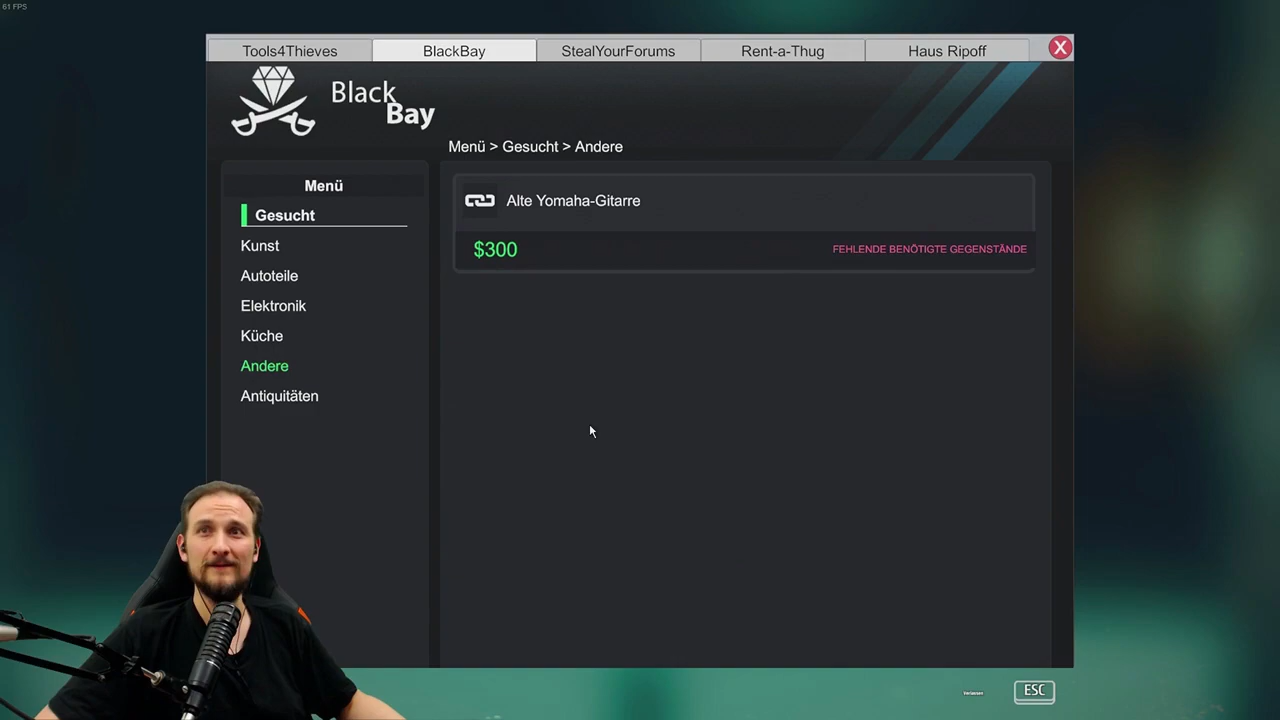 61 FPS
Tools4Thieves
BlackBay
StealYourForums
Rent-a-Thug
Haus Ripoff
X
Black
Bay
Menü > Gesucht > Andere
Menü
Gesucht
Kunst
Autoteile
Elektronik
Küche
Andere
Antiquitäten
Alte Yomaha-Gitarre
$300
FEHLENDE BENÖTIGTE GEGENSTÄNDE
Verlassen
ESC